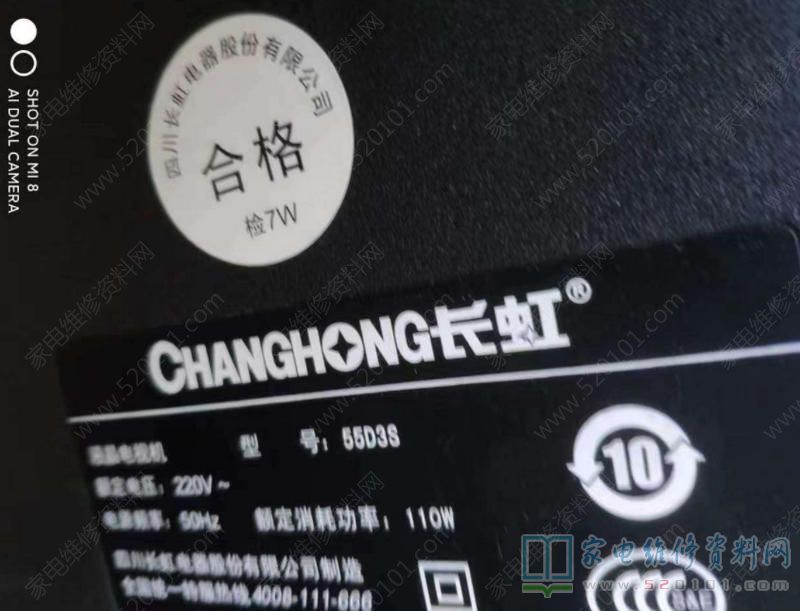 SHOT ON MI 8
AI DUAL CAMERA
四川长虹电器股份有限公司
合格
检7W
CHANGHONG长虹®
液晶电视机 型 号：55D3S
额定电压：220V～
电源频率：50Hz 额定消耗功率：110W
10
四川长虹电器股份有限公司制造
全国统一特服热线：4008-111-666
家电维修资料网
www.520101.com